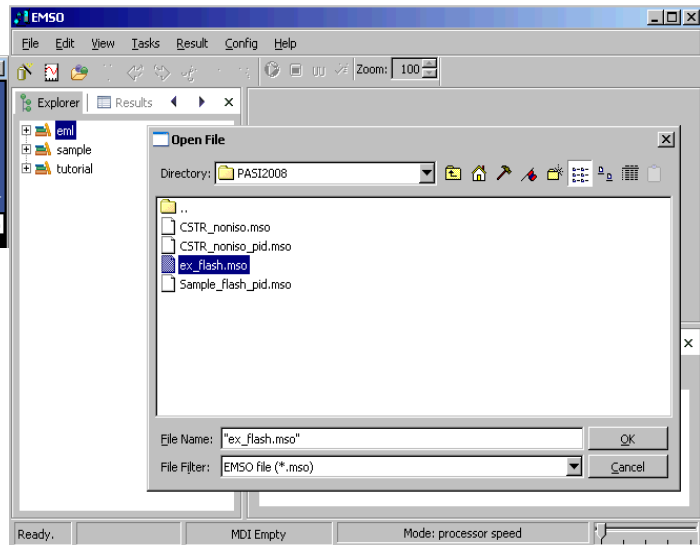 EMSO
File Edit View Tasks Result Config Help
Zoom: 100
Explorer Results
eml
sample
tutorial
Open File
Directory: PASI2008
..
CSTR_noniso.mso
CSTR_noniso_pid.mso
ex_flash.mso
Sample_flash_pid.mso
File Name: "ex_flash.mso" OK
File Filter: EMSO file (*.mso) Cancel
Ready. MDI Empty Mode: processor speed